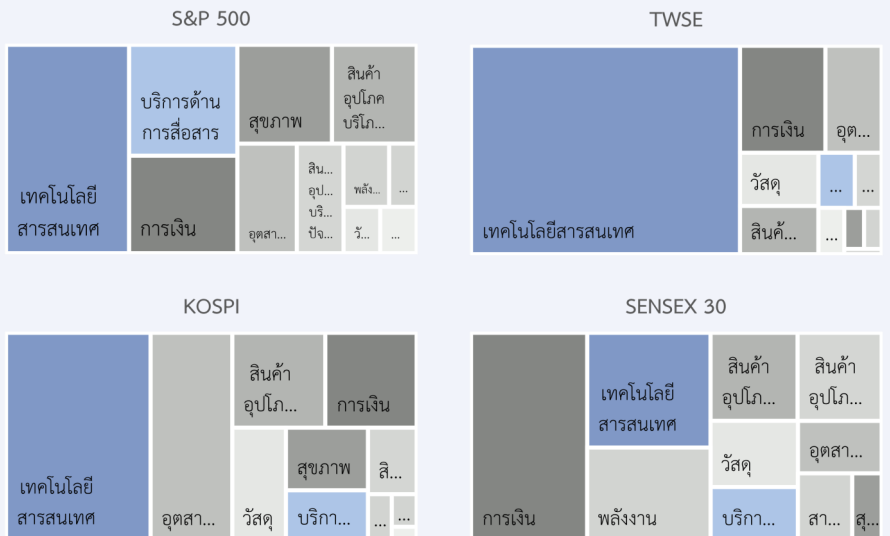 S&P 500
เทคโนโลยี
สารสนเทศ
บริการด้าน
การสื่อสาร
การเงิน
สุขภาพ
สินค้า
อุปโภค
บริโภ...
อุตสา...
สิน...
อุป...
บริ...
ปัจ...
พลัง...
...
วั...
...
TWSE
เทคโนโลยีสารสนเทศ
การเงิน
อุต...
วัสดุ
...
...
สินค้...
...
KOSPI
เทคโนโลยี
สารสนเทศ
อุตสา...
สินค้า
อุปโภ...
การเงิน
วัสดุ
สุขภาพ
สิ...
บริกา...
...
...
SENSEX 30
การเงิน
เทคโนโลยี
สารสนเทศ
พลังงาน
สินค้า
อุปโภ...
สินค้า
อุปโภ...
วัสดุ
อุตสา...
บริกา...
สา...
สุ...